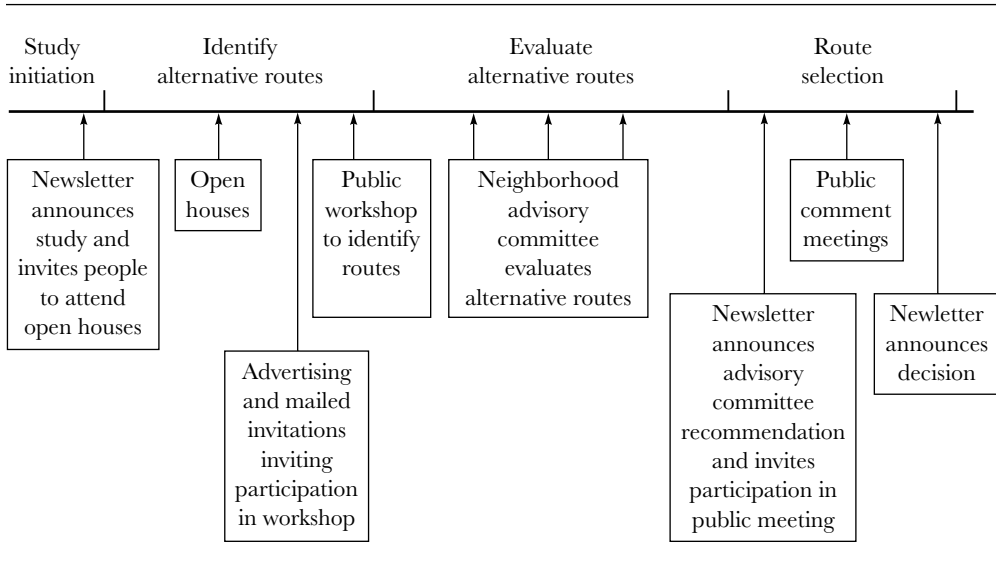 Study
initiation
Identify
alternative routes
Evaluate
alternative routes
Route
selection
Newsletter
announces
study and
invites people
to attend
open houses
Open
houses
Advertising
and mailed
invitations
inviting
participation
in workshop
Public
workshop
to identify
routes
Neighborhood
advisory
committee
evaluates
alternative routes
Newsletter
announces
advisory
committee
recommendation
and invites
participation in
public meeting
Public
comment
meetings
Newletter
announces
decision